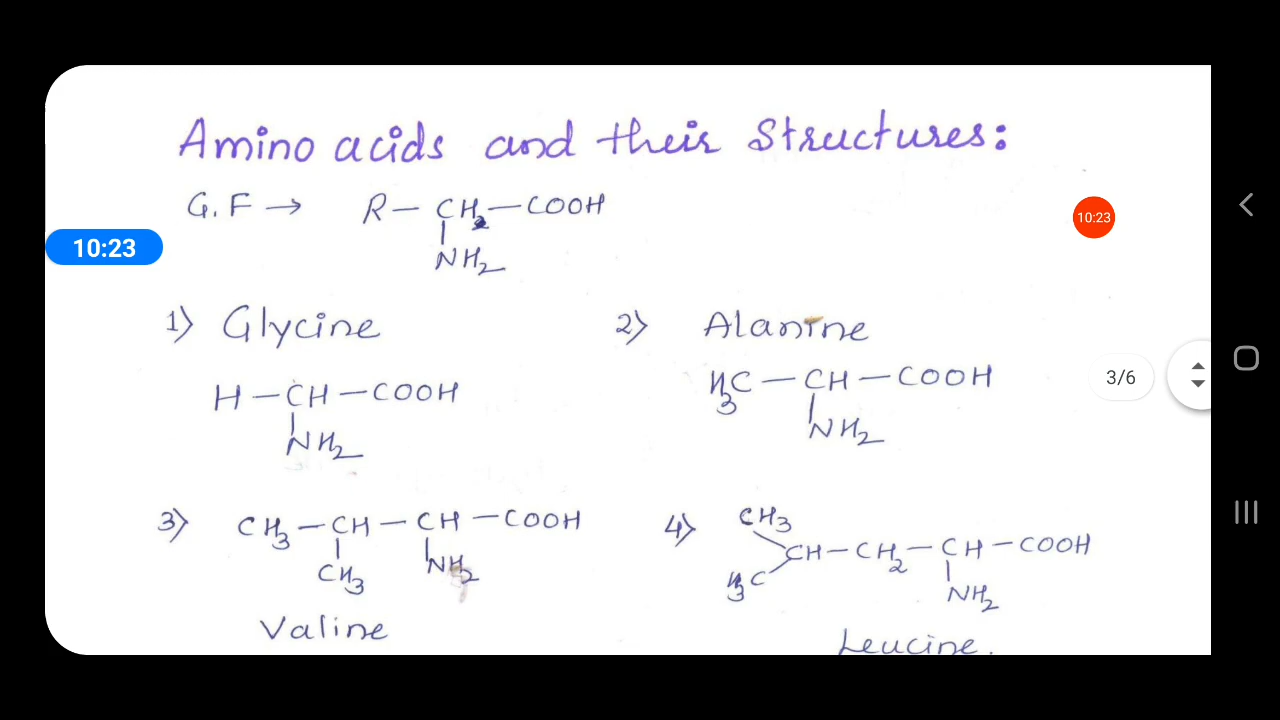 Amino acids and their Structures:
G.F → R — CH — COOH
NH2
10:23
10:23
1) Glycine
2) Alanine
H — CH — COOH
NH2
H3C — CH — COOH
NH2
3/6
3) CH3 — CH — CH — COOH
CH3 NH2
Valine
4) CH3
CH — CH2 — CH — COOH
H3C
NH2
Leucine.